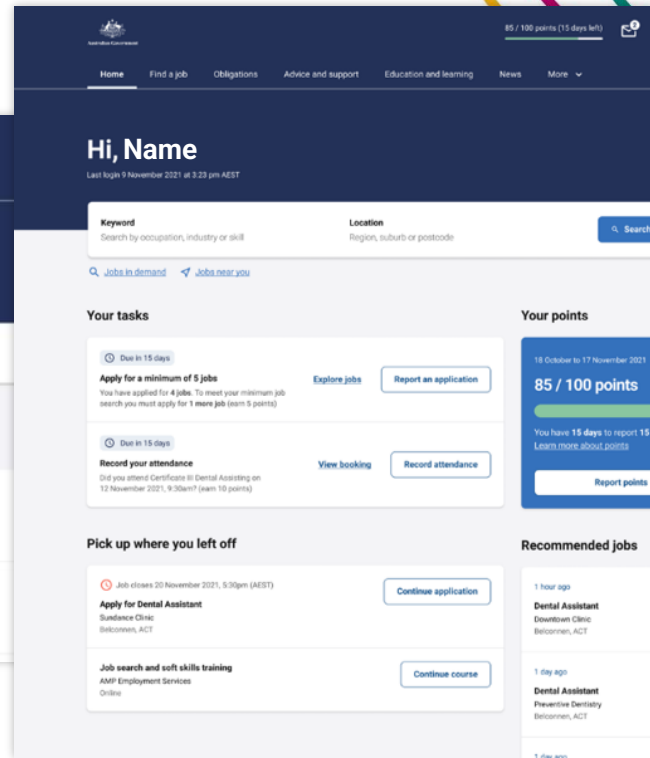 Australian Government
85 / 100 points (15 days left)
Home Find a job Obligations Advice and support Education and learning News More
Hi, Name
Last login 9 November 2021 at 3:23 pm AEST
Keyword
Search by occupation, industry or skill
Location
Region, suburb or postcode
Search
Jobs in demand Jobs near you
Your tasks
Due in 15 days
Apply for a minimum of 5 jobs
You have applied for 4 jobs. To meet your minimum job
search you must apply for 1 more job (earn 5 points)
Explore jobs
Report an application
Due in 15 days
Record your attendance
Did you attend Certificate III Dental Assisting on
12 November 2021, 9:30am? (earn 10 points)
View booking
Record attendance
Your points
18 October to 17 November 2021
85 / 100 points
You have 15 days to report 15
Learn more about points
Report points
Pick up where you left off
Job closes 20 November 2021, 5:30pm (AEST)
Apply for Dental Assistant
Sundance Clinic
Belconnen, ACT
Continue application
Job search and soft skills training
AMP Employment Services
Online
Continue course
Recommended jobs
1 hour ago
Dental Assistant
Downtown Clinic
Belconnen, ACT
1 day ago
Dental Assistant
Preventive Dentistry
Belconnen, ACT
1 day ago